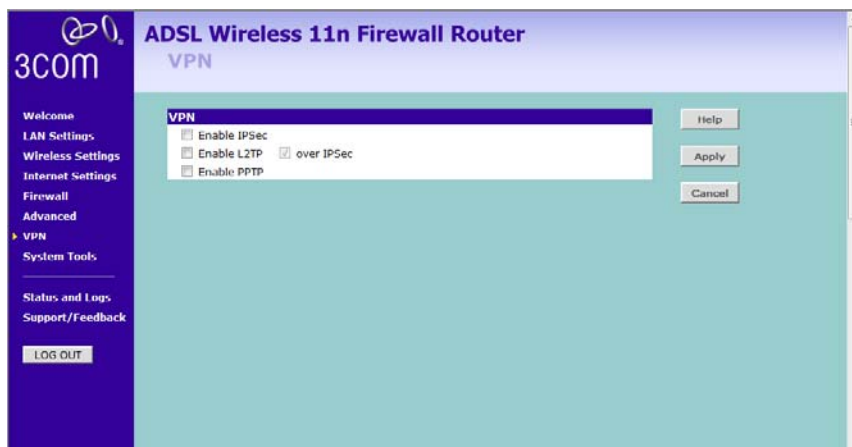 3COM
ADSL Wireless 11n Firewall Router
VPN
Welcome
LAN Settings
Wireless Settings
Internet Settings
Firewall
Advanced
VPN
System Tools
Status and Logs
Support/Feedback
LOG OUT
VPN
Enable IPSec
Enable L2TP over IPSec
Enable PPTP
Help
Apply
Cancel